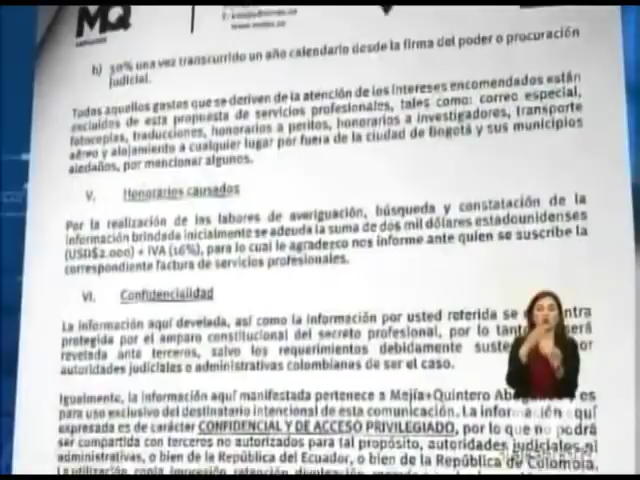 MQ
b) 50% una vez transcurrido un año calendario desde la firma del poder o procuración
judicial.
Todos aquellos gastos que se deriven de la atención de los intereses encomendados están
excluidos de esta propuesta de servicios profesionales, tales como: correo especial,
fotocopias, traducciones, honorarios a peritos, honorarios a investigadores, transporte
aéreo y alojamiento a cualquier lugar por fuera de la ciudad de Bogotá y sus municipios
aledaños, por mencionar algunos.
V. Honorarios causados
Por la realización de las labores de averiguación, búsqueda y constatación de la
información brindada inicialmente se adeuda la suma de dos mil dólares estadounidenses
(USD$2.000) + IVA (16%), para lo cual le agradezco nos informe ante quien se suscribe la
correspondiente factura de servicios profesionales.
VI. Confidencialidad
La información aquí develada, así como la información por usted referida se
protegida por el amparo constitucional del secreto profesional, por lo será
revelada ante terceros, salvo los requerimientos debidamente por
autoridades judiciales o administrativas colombianas de ser el caso.
Igualmente, la información aquí manifestada pertenece a Mejía+Quintero es
para uso exclusivo del destinatario intencional de esta comunicación. La aquí
expresada es de carácter CONFIDENCIAL Y DE ACCESO PRIVILEGIADO, por lo que no podrá
ser compartida con terceros no autorizados para tal propósito, autoridades judiciales ni
administrativas, o bien de la República del Ecuador, o bien de la República de Colombia.
La utilización, copia, impresión, retención, divulgación